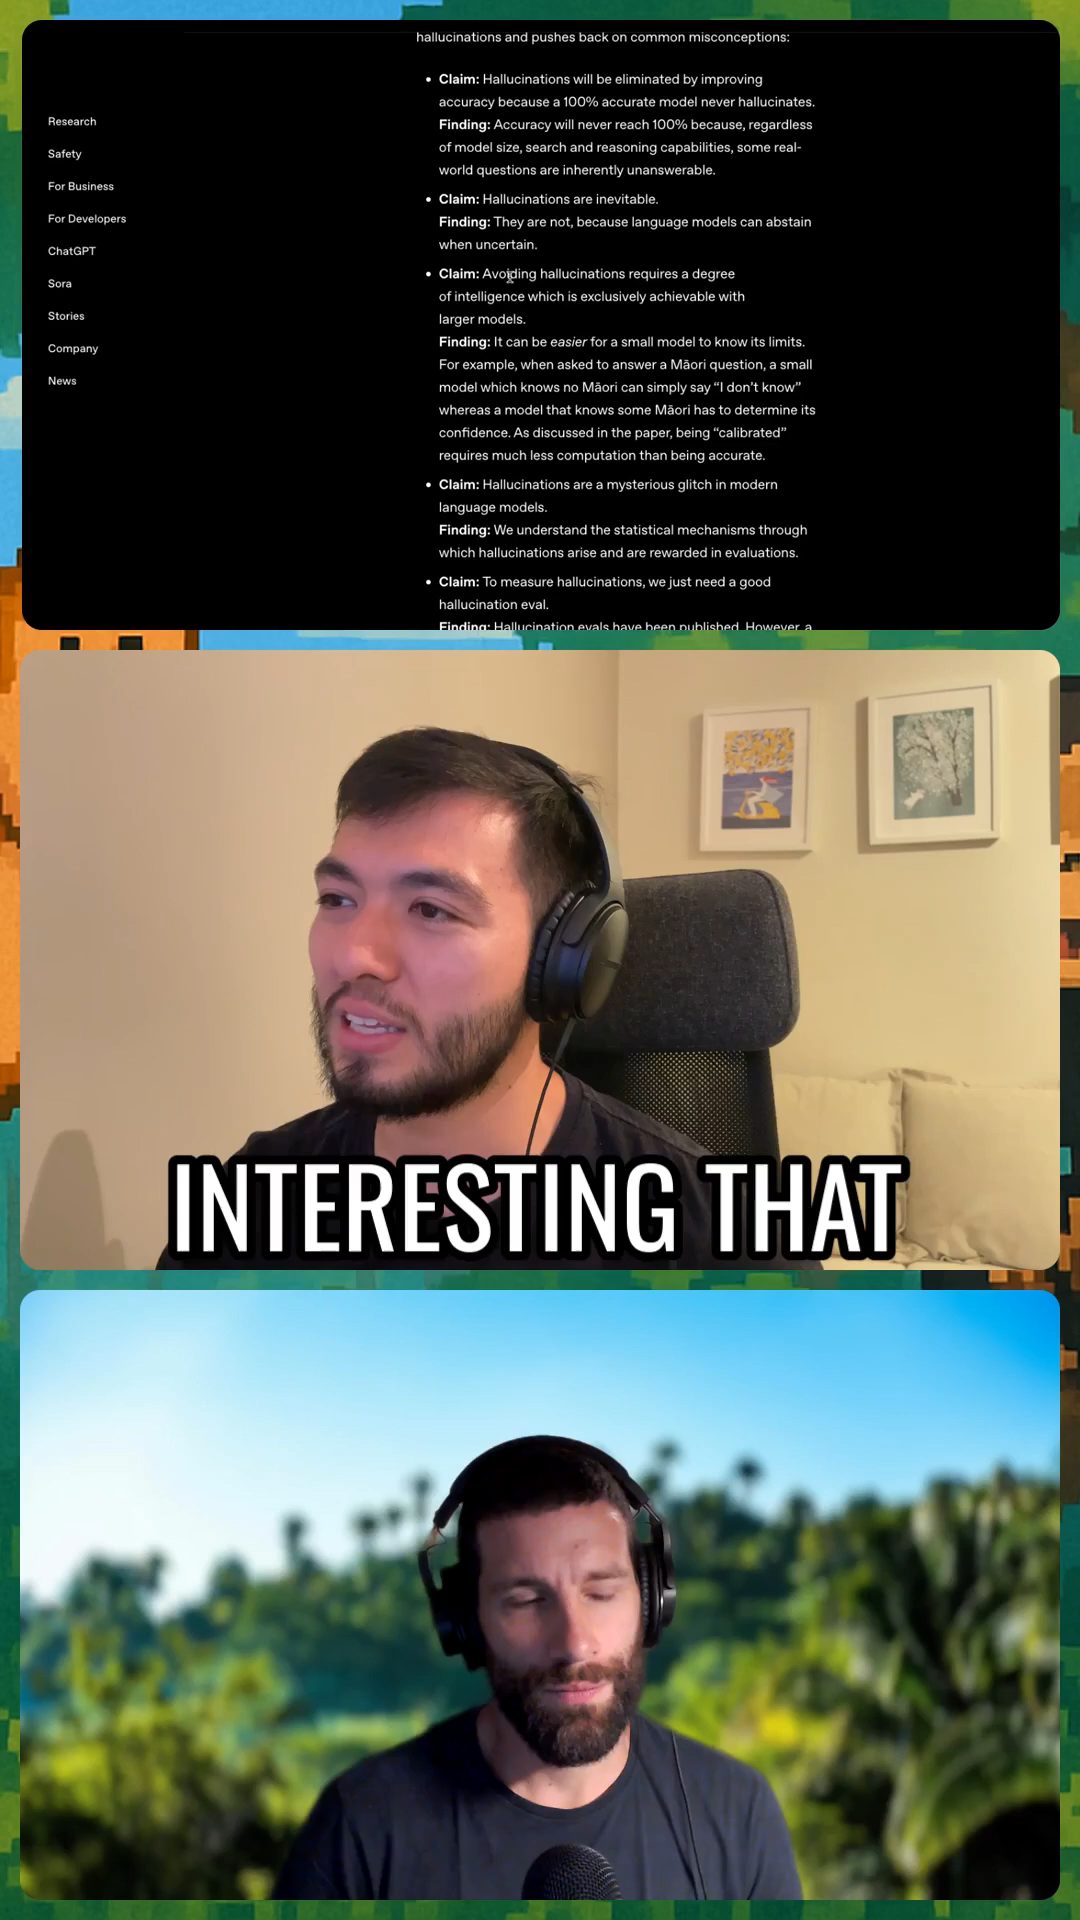 hallucinations and pushes back on common misconceptions:
Research
Safety
For Business
For Developers
ChatGPT
Sora
Stories
Company
News
• Claim: Hallucinations will be eliminated by improving
accuracy because a 100% accurate model never hallucinates.
Finding: Accuracy will never reach 100% because, regardless
of model size, search and reasoning capabilities, some real-
world questions are inherently unanswerable.
• Claim: Hallucinations are inevitable.
Finding: They are not, because language models can abstain
when uncertain.
• Claim: Avoiding hallucinations requires a degree
of intelligence which is exclusively achievable with
larger models.
Finding: It can be easier for a small model to know its limits.
For example, when asked to answer a Māori question, a small
model which knows no Māori can simply say “I don’t know”
whereas a model that knows some Māori has to determine its
confidence. As discussed in the paper, being “calibrated”
requires much less computation than being accurate.
• Claim: Hallucinations are a mysterious glitch in modern
language models.
Finding: We understand the statistical mechanisms through
which hallucinations arise and are rewarded in evaluations.
• Claim: To measure hallucinations, we just need a good
hallucination eval.
Finding: Hallucination evals have been published. However, a
INTERESTING THAT